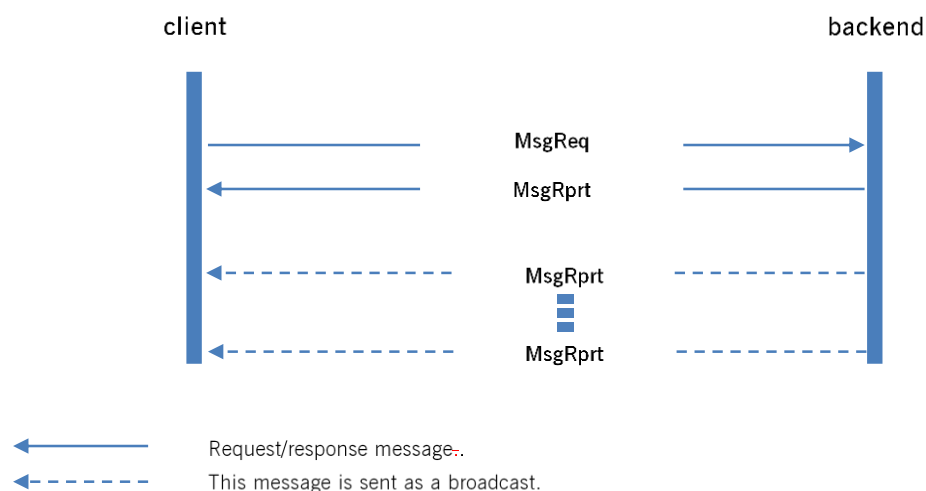 client
backend
MsgReq
MsgRprt
MsgRprt
MsgRprt
Request/response message..
This message is sent as a broadcast.